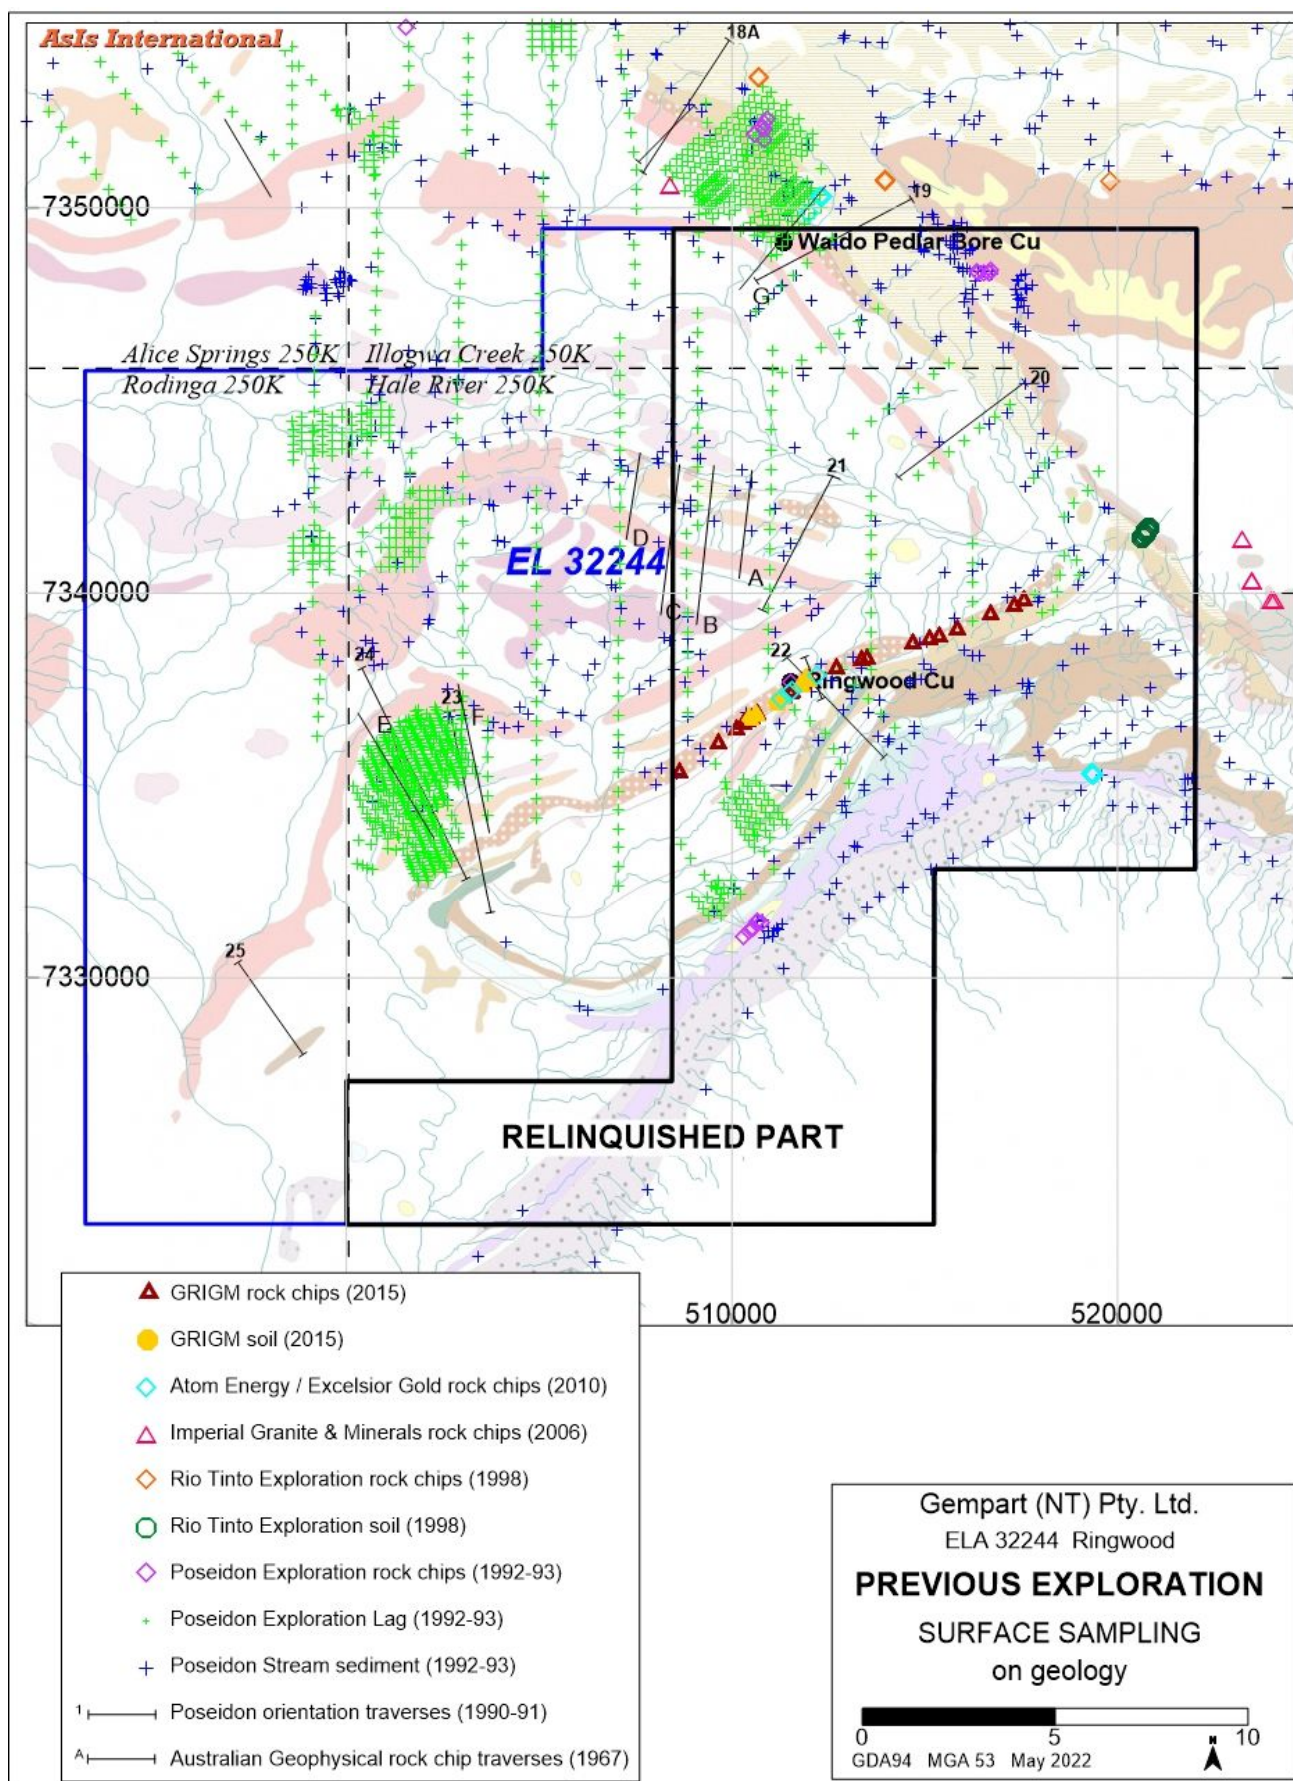 AsIs International
18A
7350000
19
Waldo Pedlar Bore Cu
G
Alice Springs 250K
Illogwa Creek 250K
Rodinga 250K
Hale River 250K
20
21
D
EL 32244
A
7340000
C
B
22
24
Ringwood Cu
23
E
F
25
7330000
RELINQUISHED PART
510000
520000
GRIGM rock chips (2015)
GRIGM soil (2015)
Atom Energy / Excelsior Gold rock chips (2010)
Imperial Granite & Minerals rock chips (2006)
Rio Tinto Exploration rock chips (1998)
Rio Tinto Exploration soil (1998)
Poseidon Exploration rock chips (1992-93)
Poseidon Exploration Lag (1992-93)
Poseidon Stream sediment (1992-93)
1 Poseidon orientation traverses (1990-91)
A Australian Geophysical rock chip traverses (1967)
Gempart (NT) Pty. Ltd.
ELA 32244 Ringwood
PREVIOUS EXPLORATION
SURFACE SAMPLING
on geology
0 5 10
GDA94 MGA 53 May 2022
N